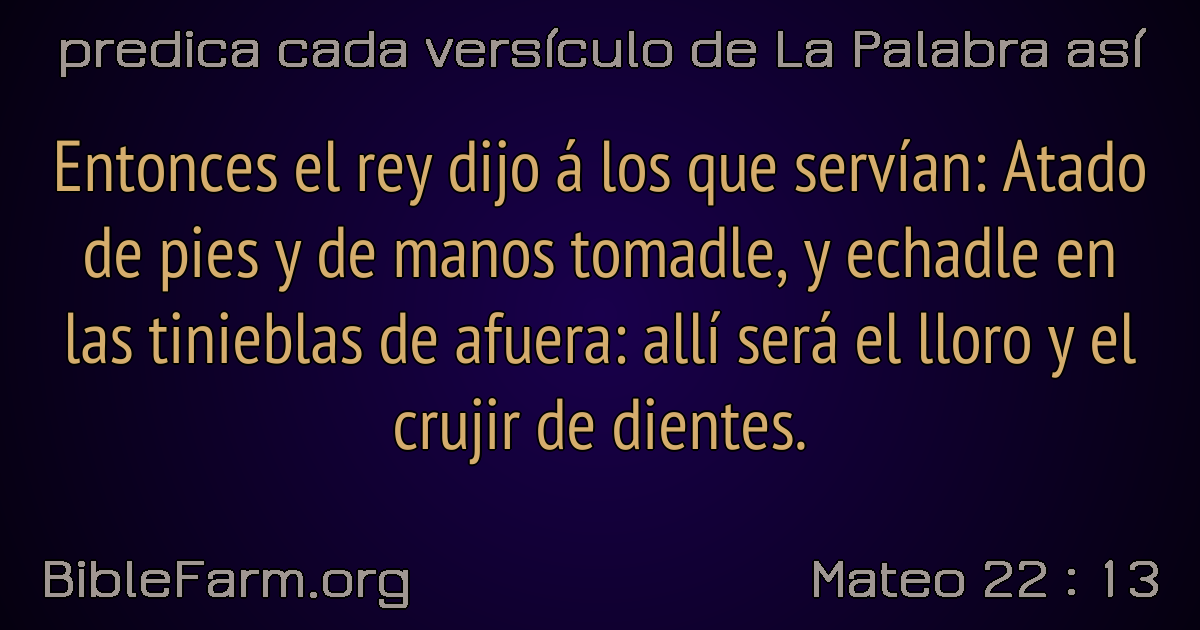 predica cada versículo de La Palabra así
Entonces el rey dijo á los que servían: Atado
de pies y de manos tomadle, y echadle en
las tinieblas de afuera: allí será el lloro y el
crujir de dientes.
BibleFarm.org
Mateo 22 : 13